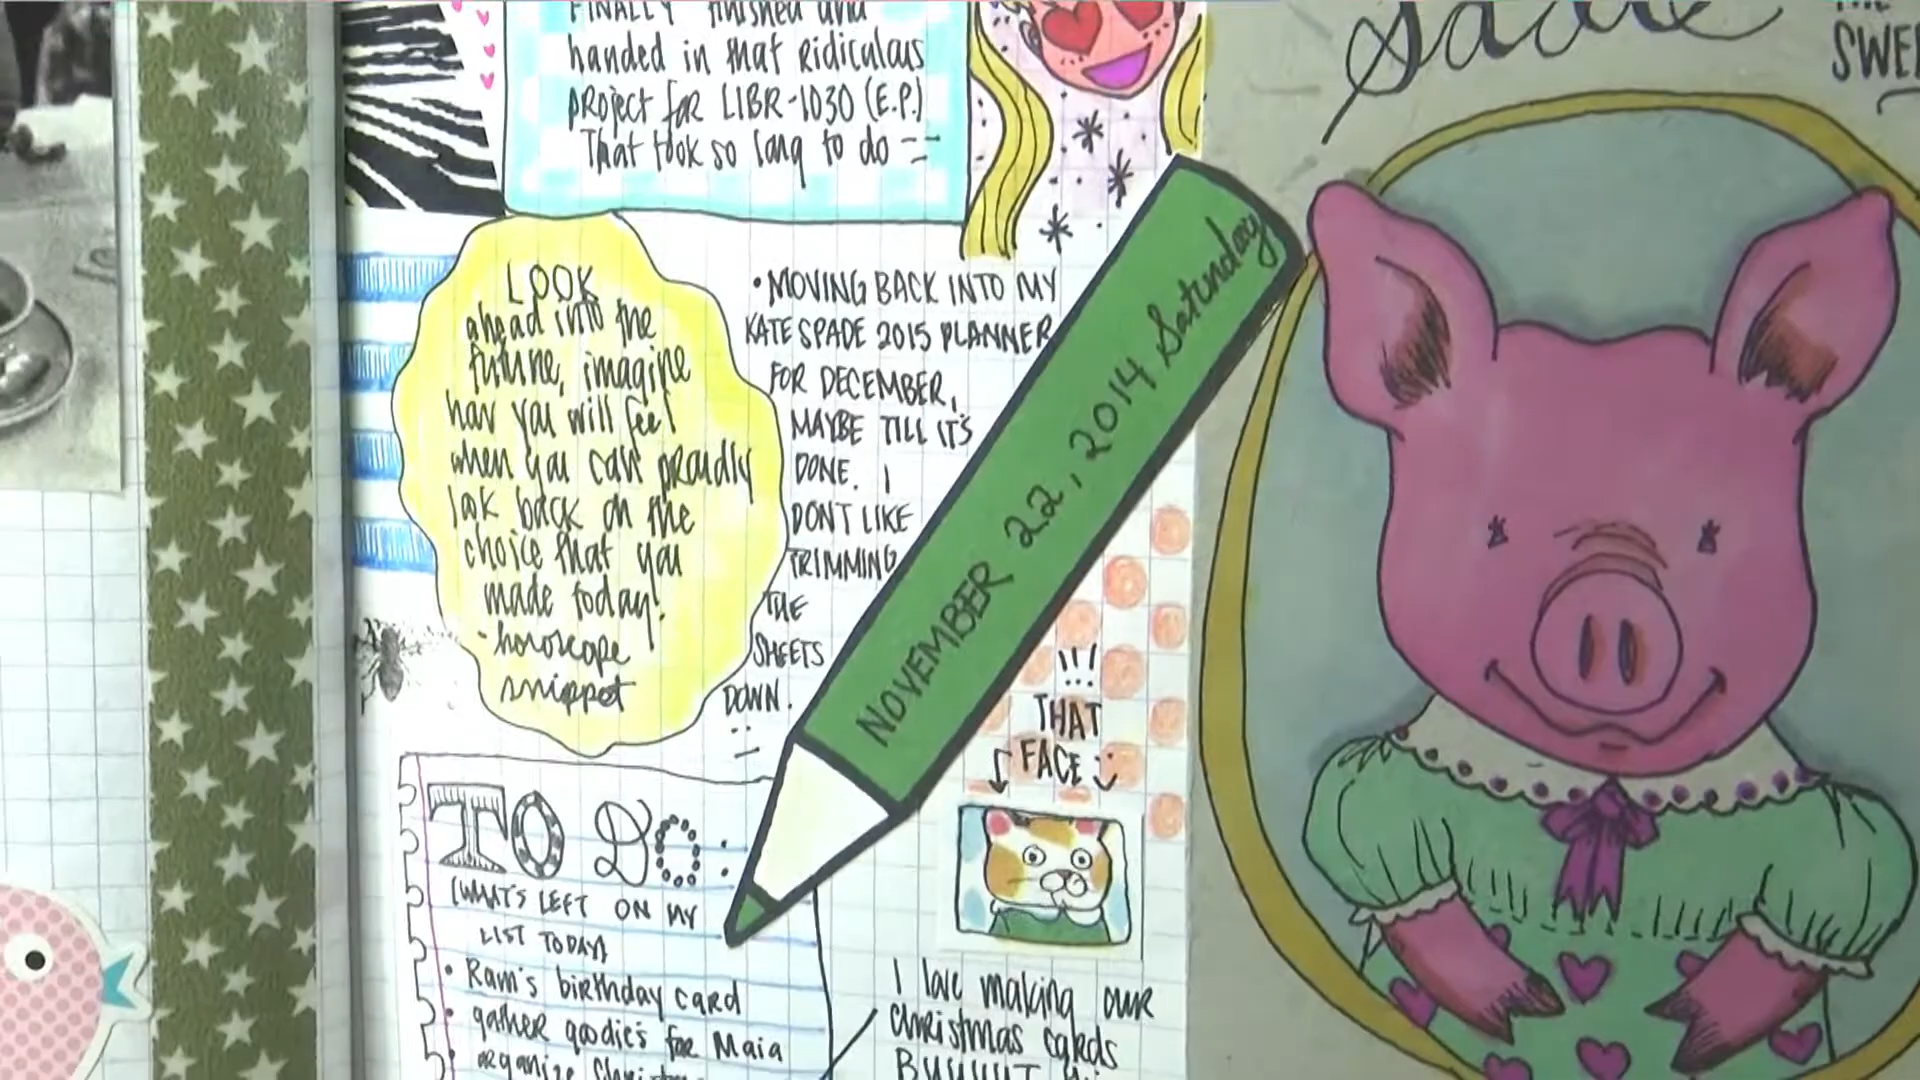 FINALLY finished and
handed in that ridiculous
project for LIBR-1030 (E.P.)
That took so long to do
LOOK
ahead into the
future, imagine
how you will feel
when you can proudly
look back on the
choice that you
made today!
horoscope
snippet
• MOVING BACK INTO MY
KATE SPADE 2015 PLANNER
FOR DECEMBER,
MAYBE TILL IT'S
DONE. I
DON'T LIKE
TRIMMING
THE
SHEETS
DOWN.
NOVEMBER 22, 2014 Saturday
!!!
THAT
FACE
TO DO:
(WHAT'S LEFT ON MY
LIST TODAY)
• Ram's birthday card
• gather goodies for Maia
organize
I love making our
Christmas cards
BUUUUT
Sadie
SWEE